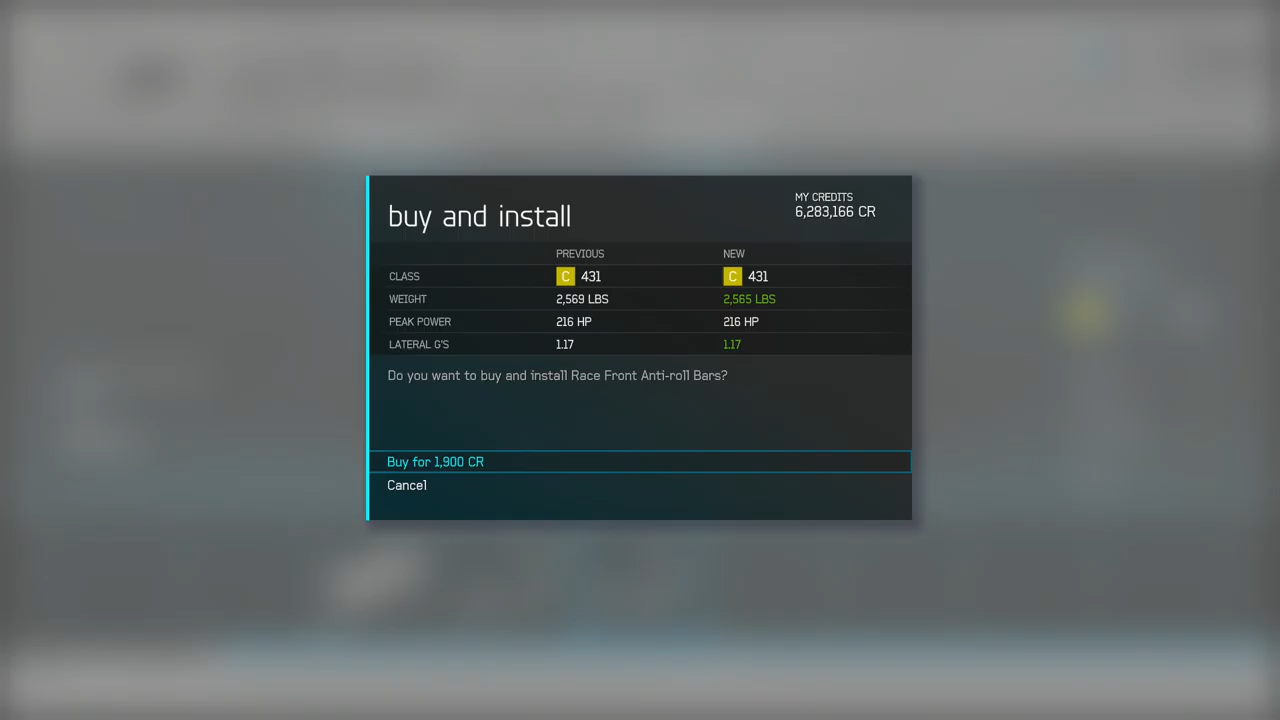 buy and install
MY CREDITS
6,283,166 CR
PREVIOUS NEW
CLASS C 431 C 431
WEIGHT 2,569 LBS 2,565 LBS
PEAK POWER 216 HP 216 HP
LATERAL G'S 1.17 1.17
Do you want to buy and install Race Front Anti-roll Bars?
Buy for 1,900 CR
Cancel